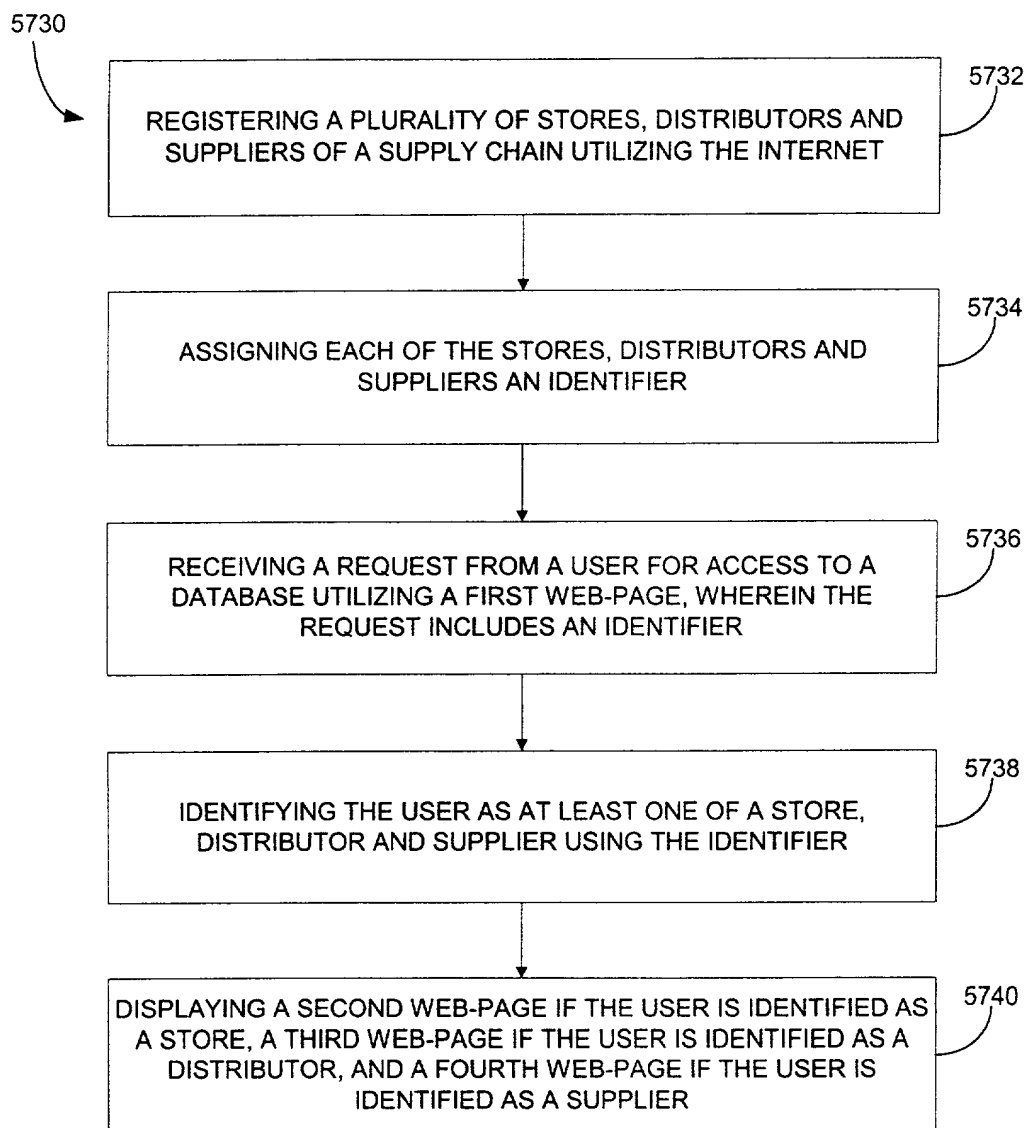 5730
5732
REGISTERING A PLURALITY OF STORES, DISTRIBUTORS AND
SUPPLIERS OF A SUPPLY CHAIN UTILIZING THE INTERNET
5734
ASSIGNING EACH OF THE STORES, DISTRIBUTORS AND
SUPPLIERS AN IDENTIFIER
5736
RECEIVING A REQUEST FROM A USER FOR ACCESS TO A
DATABASE UTILIZING A FIRST WEB-PAGE, WHEREIN THE
REQUEST INCLUDES AN IDENTIFIER
5738
IDENTIFYING THE USER AS AT LEAST ONE OF A STORE,
DISTRIBUTOR AND SUPPLIER USING THE IDENTIFIER
5740
DISPLAYING A SECOND WEB-PAGE IF THE USER IS IDENTIFIED AS
A STORE, A THIRD WEB-PAGE IF THE USER IS IDENTIFIED AS A
DISTRIBUTOR, AND A FOURTH WEB-PAGE IF THE USER IS
IDENTIFIED AS A SUPPLIER